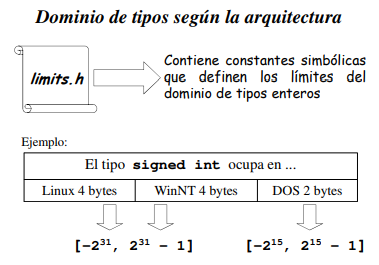 Dominio de tipos según la arquitectura
limits.h
Contiene constantes simbólicas
que definen los límites del
dominio de tipos enteros
Ejemplo:
El tipo signed int ocupa en ...
Linux 4 bytes WinNT 4 bytes DOS 2 bytes
[-2³¹, 2³¹ - 1] [-2¹⁵, 2¹⁵ - 1]